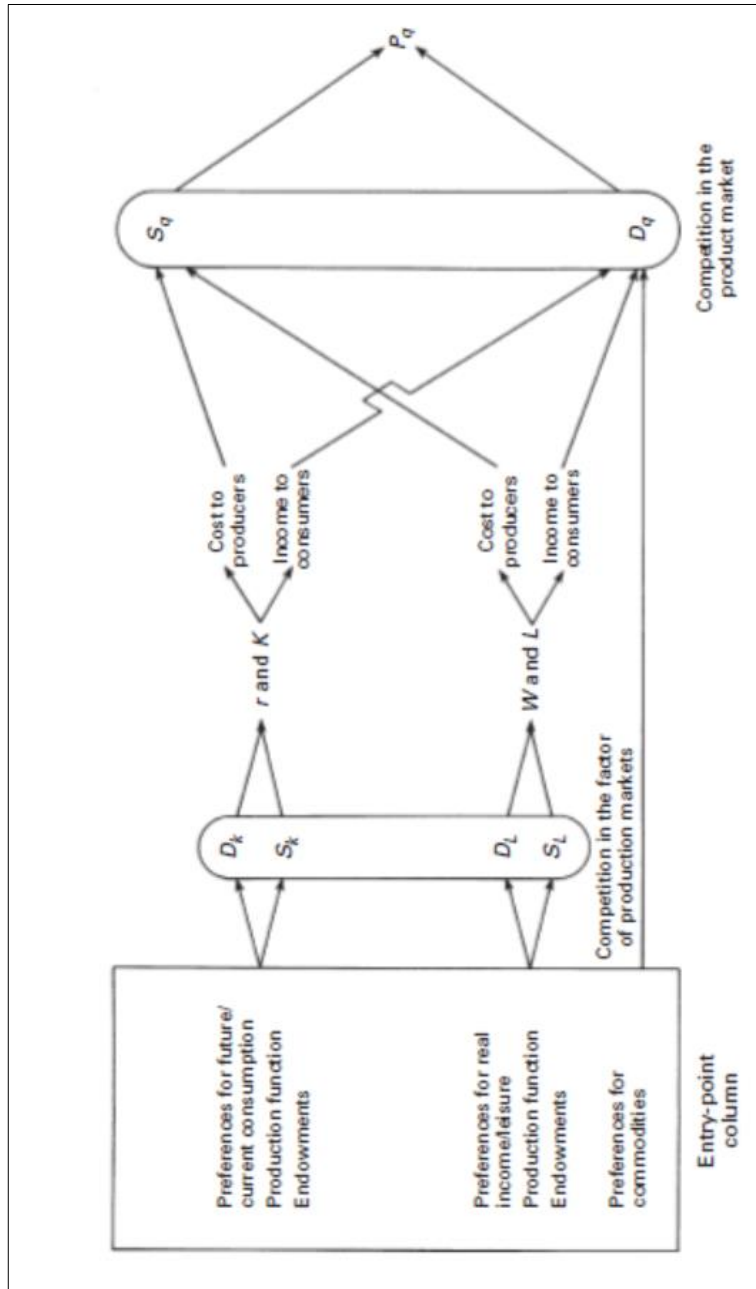 Preferences for future/
current consumption
Production function
Endowments
Preferences for real
income/leisure
Production function
Endowments
Preferences for
commodities
Entry-point
column
D_k
S_k
D_L
S_L
Competition in the factor
of production markets
r and K
W and L
Cost to
producers
Income to
consumers
Cost to
producers
Income to
consumers
S_q
D_q
Competition in the
product market
P_q